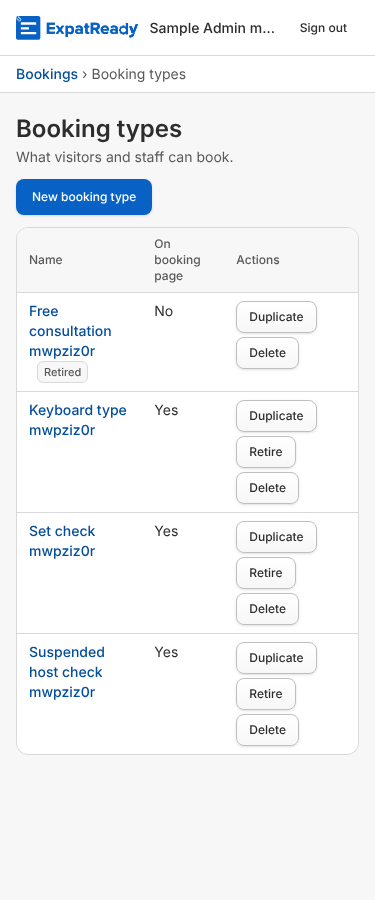 ExpatReady Sample Admin m... Sign out
Bookings › Booking types
Booking types
What visitors and staff can book.
New booking type
Name On booking page Actions
Free consultation mwpziz0r Retired No Duplicate Delete
Keyboard type mwpziz0r Yes Duplicate Retire Delete
Set check mwpziz0r Yes Duplicate Retire Delete
Suspended host check mwpziz0r Yes Duplicate Retire Delete